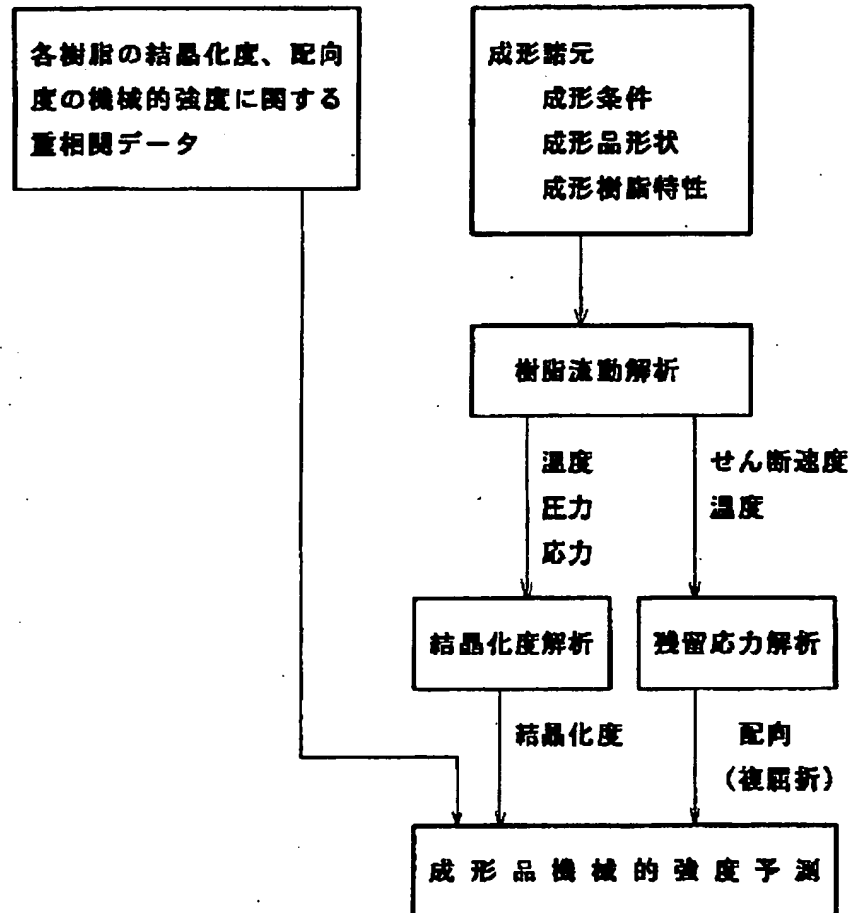 各樹脂の結晶化度、配向
度の機械的強度に関する
重相関データ
成形諸元
成形条件
成形品形状
成形樹脂特性
樹脂流動解析
温度
圧力
応力
せん断速度
温度
結晶化度解析
残留応力解析
結晶化度
配向
(複屈折)
成形品機械的強度予測